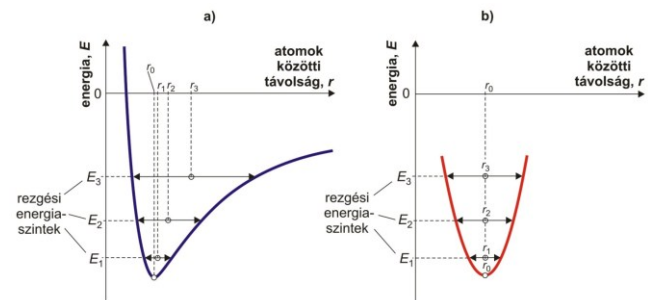 a)
energia, E
atomok
közötti
távolság, r
0
r0
r1
r2
r3
rezgési
energia-
szintek
E3
E2
E1
b)
energia, E
atomok
közötti
távolság, r
0
r0
rezgési
energia-
szintek
E3
E2
E1
r3
r2
r1
r0